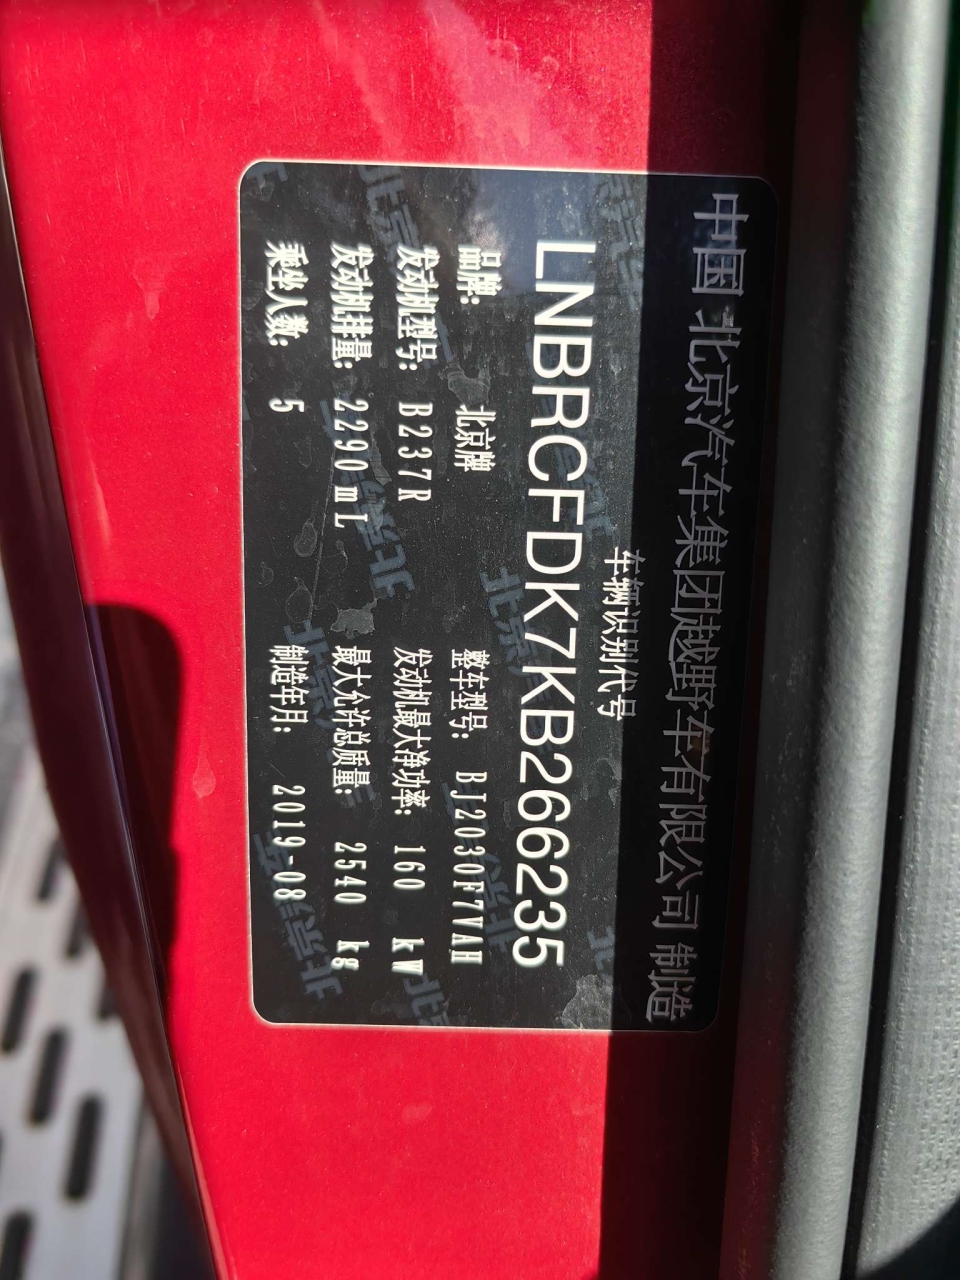 中国 北京汽车集团越野车有限公司 制造
车辆识别代号
LNBRCFDK7KB266235
品牌: 北京牌 整车型号: BJ2030F7VAH
发动机型号: B237R 发动机最大净功率: 160 kW
发动机排量: 2290mL 最大允许总质量: 2540 kg
乘坐人数: 5 制造年月: 2019-08